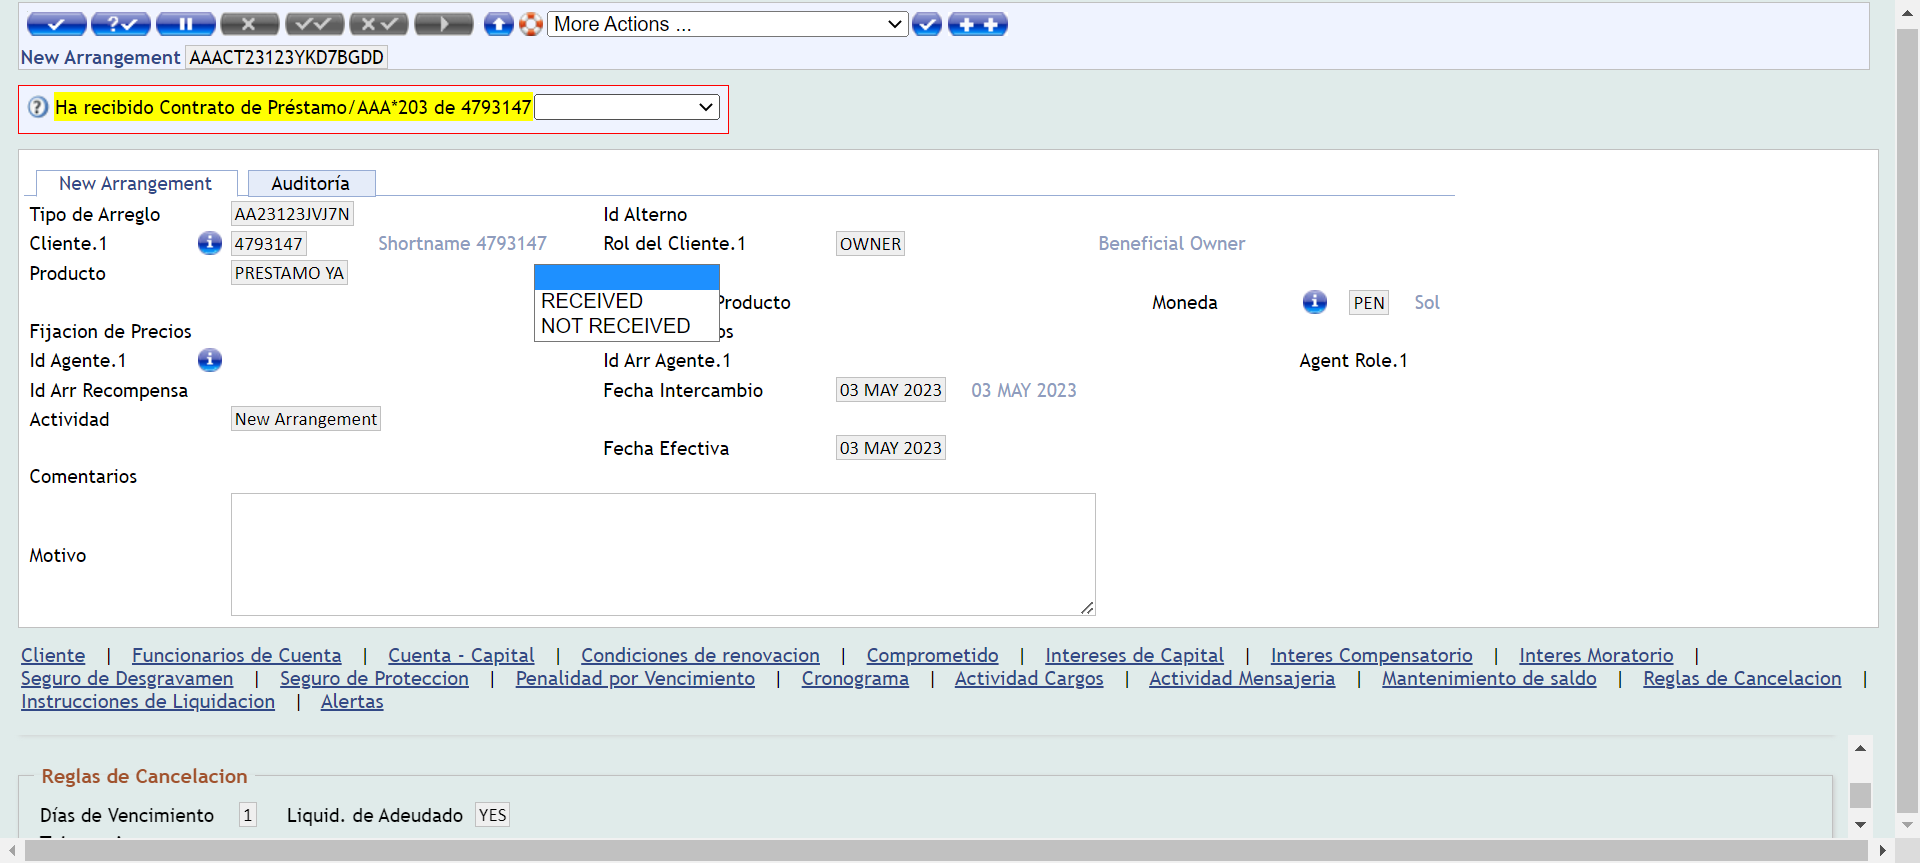 More Actions ...
New Arrangement AAACT23123YKD7BGDD
Ha recibido Contrato de Préstamo/AAA*203 de 4793147
New Arrangement Auditoría
Tipo de Arreglo AA23123JVJ7N Id Alterno
Cliente.1 4793147 Shortname 4793147 Rol del Cliente.1 OWNER Beneficial Owner
Producto PRESTAMO YA
RECEIVED Producto Moneda PEN Sol
NOT RECEIVED
Fijacion de Precios os
Id Agente.1 Id Arr Agente.1 Agent Role.1
Id Arr Recompensa Fecha Intercambio 03 MAY 2023 03 MAY 2023
Actividad New Arrangement
Fecha Efectiva 03 MAY 2023
Comentarios
Motivo
Cliente | Funcionarios de Cuenta | Cuenta - Capital | Condiciones de renovacion | Comprometido | Intereses de Capital | Interes Compensatorio | Interes Moratorio |
Seguro de Desgravamen | Seguro de Proteccion | Penalidad por Vencimiento | Cronograma | Actividad Cargos | Actividad Mensajeria | Mantenimiento de saldo | Reglas de Cancelacion |
Instrucciones de Liquidacion | Alertas
Reglas de Cancelacion
Días de Vencimiento 1 Liquid. de Adeudado YES